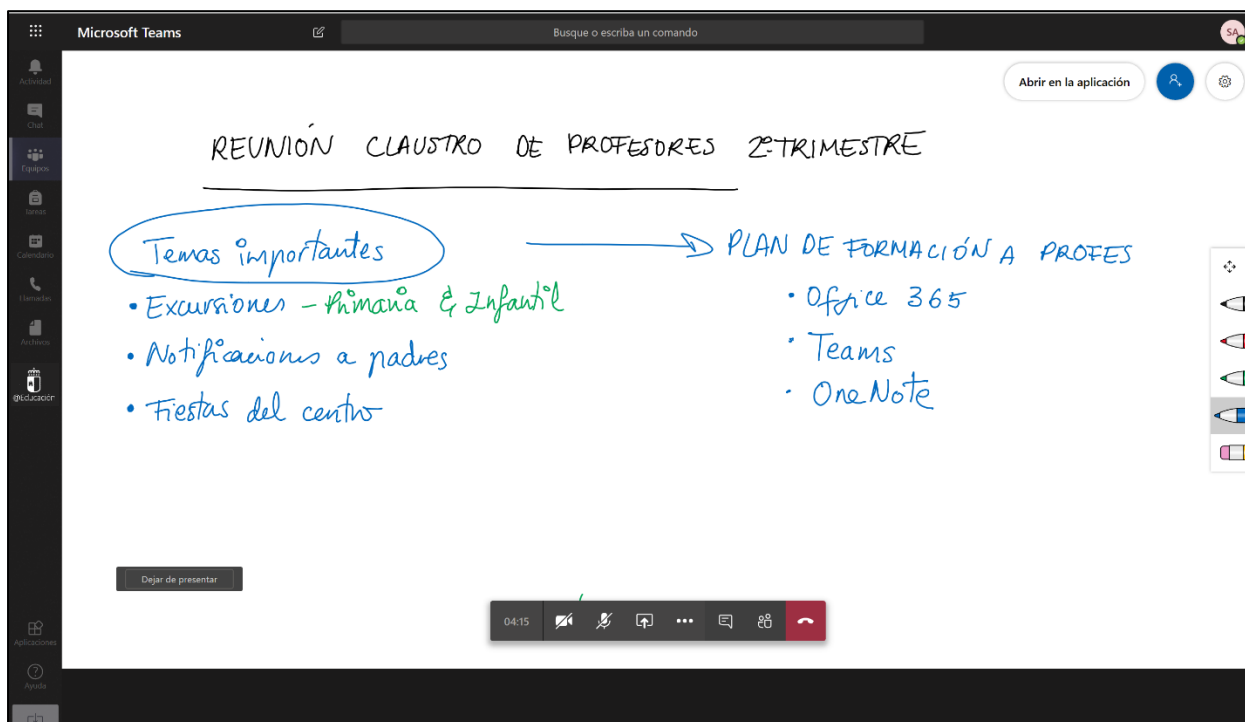 Microsoft Teams
Busque o escriba un comando
SA
Actividad
Chat
Equipos
Tareas
Calendario
Llamadas
Archivos
@Educación
Aplicaciones
Ayuda
Abrir en la aplicación
REUNIÓN CLAUSTRO DE PROFESORES 2º TRIMESTRE
Temas importantes
• Excursiones – Primaria & Infantil
• Notificaciones a padres
• Fiestas del centro
PLAN DE FORMACIÓN A PROFES
• Office 365
• Teams
• OneNote
Dejar de presentar
04:15